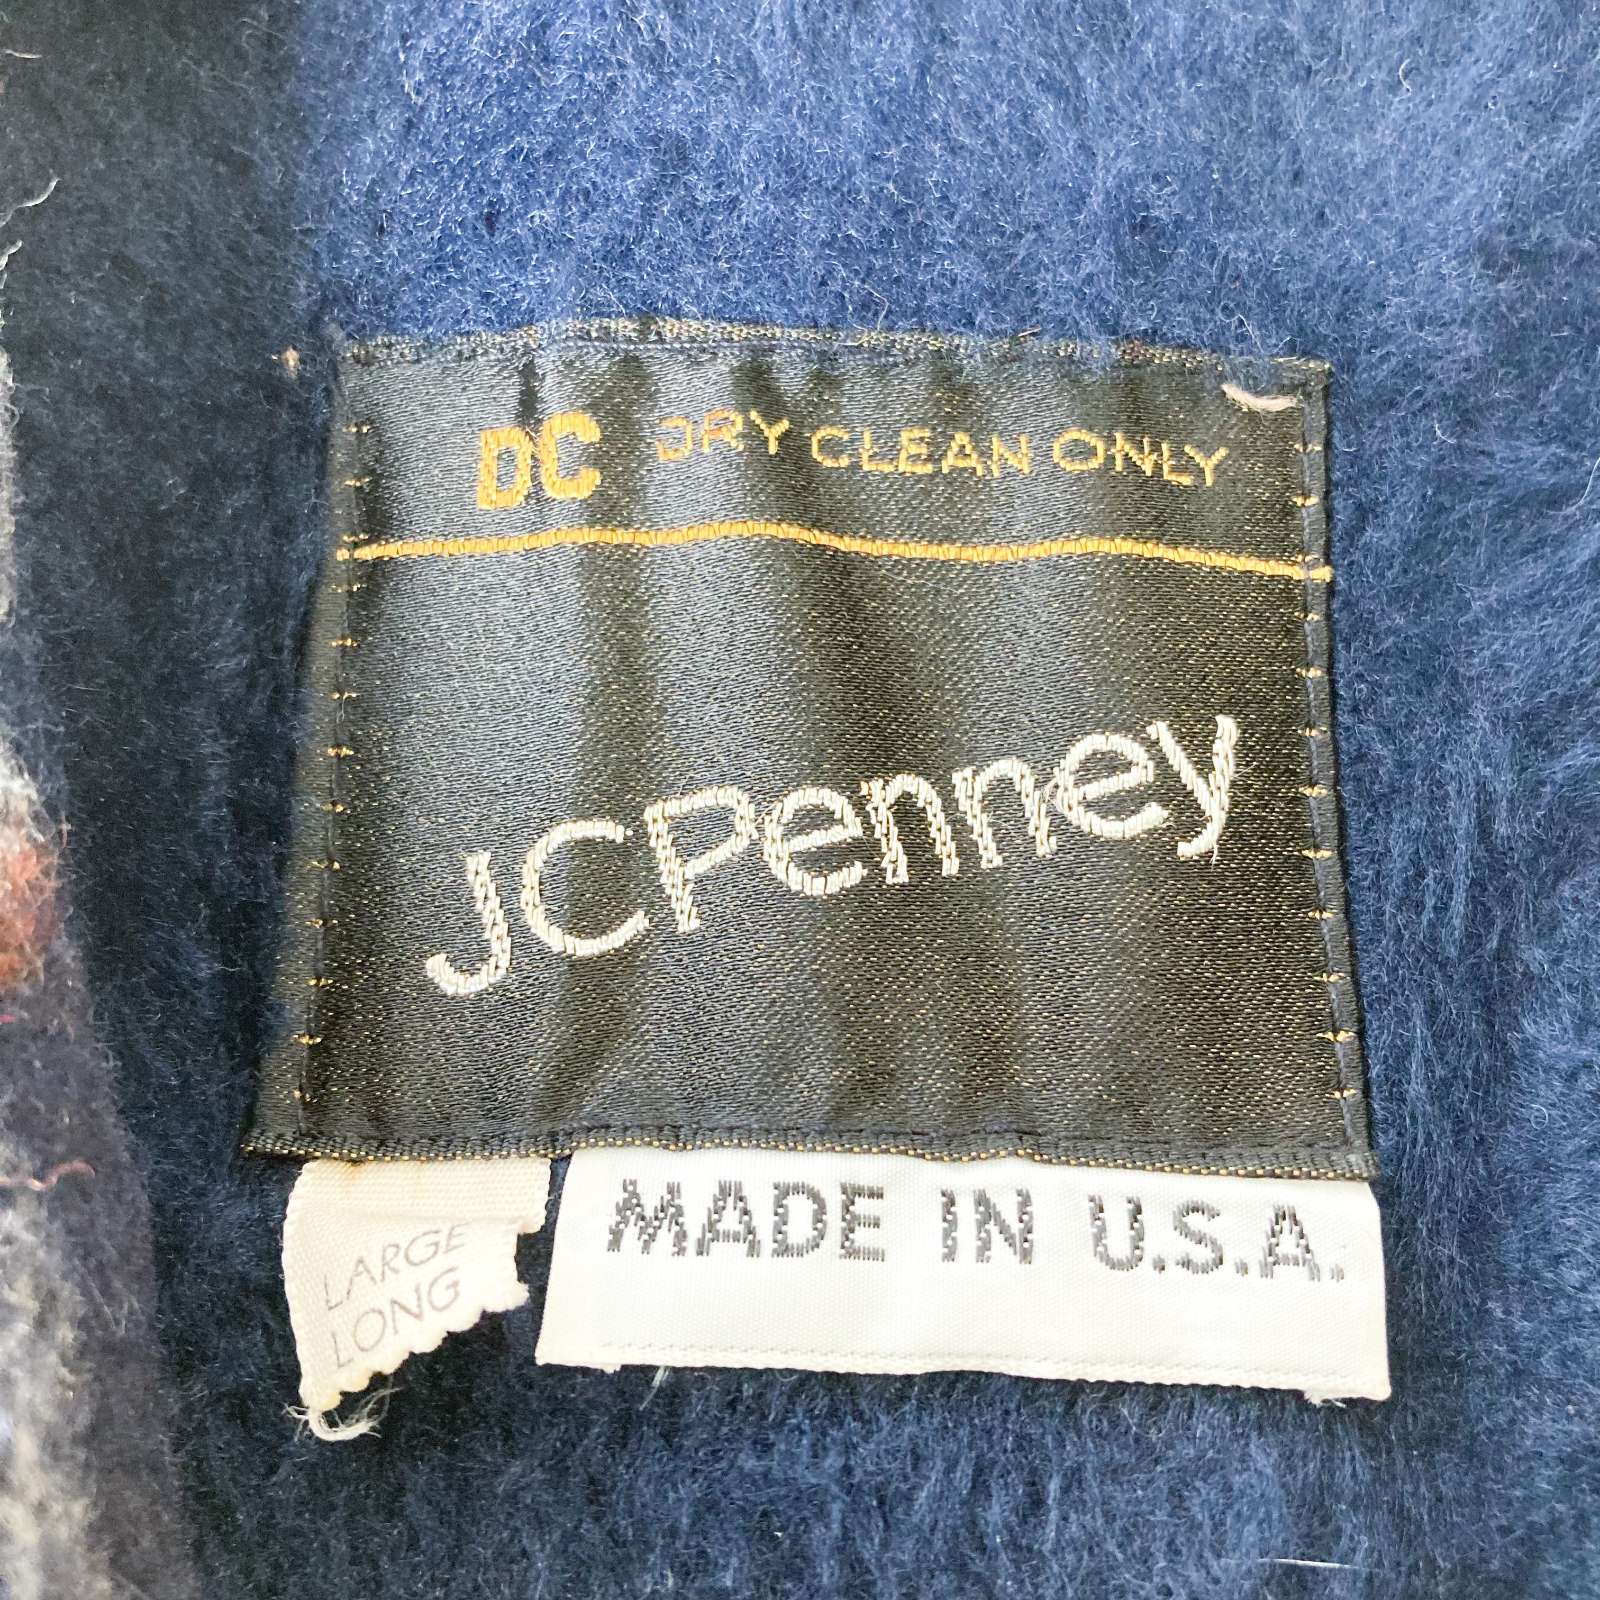 DC DRY CLEAN ONLY
JCPenney
LARGE
LONG
MADE IN U.S.A.